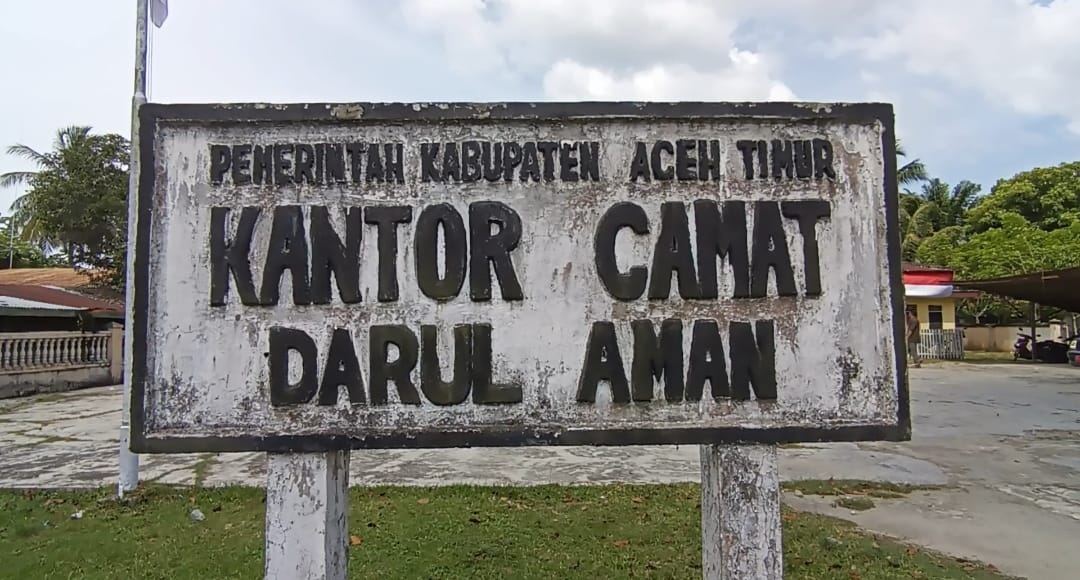 PEMERINTAH KABUPATEN ACEH TIMUR
KANTOR CAMAT
DARUL AMAN